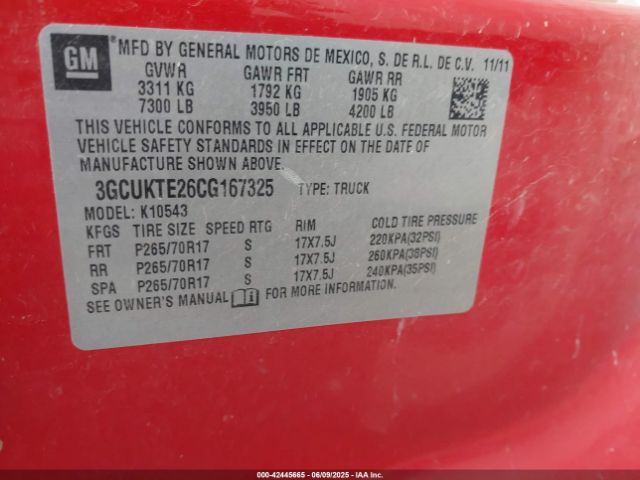 GM
MFD BY GENERAL MOTORS DE MEXICO, S. DE R.L. DE C.V. 11/11
GVWR GAWR FRT GAWR RR
3311 KG 1792 KG 1905 KG
7300 LB 3950 LB 4200 LB
THIS VEHICLE CONFORMS TO ALL APPLICABLE U.S. FEDERAL MOTOR
VEHICLE SAFETY STANDARDS IN EFFECT ON THE DATE OF
MANUFACTURE SHOWN ABOVE.
3GCUKTE26CG167325 TYPE: TRUCK
MODEL: K10543
KFGS TIRE SIZE SPEED RTG RIM COLD TIRE PRESSURE
FRT P265/70R17 S 17X7.5J 220KPA(32PSI)
RR P265/70R17 S 17X7.5J 260KPA(38PSI)
SPA P265/70R17 S 17X7.5J 240KPA(35PSI)
SEE OWNER'S MANUAL FOR MORE INFORMATION
000-42445665 - 06/09/2025 - IAA Inc.